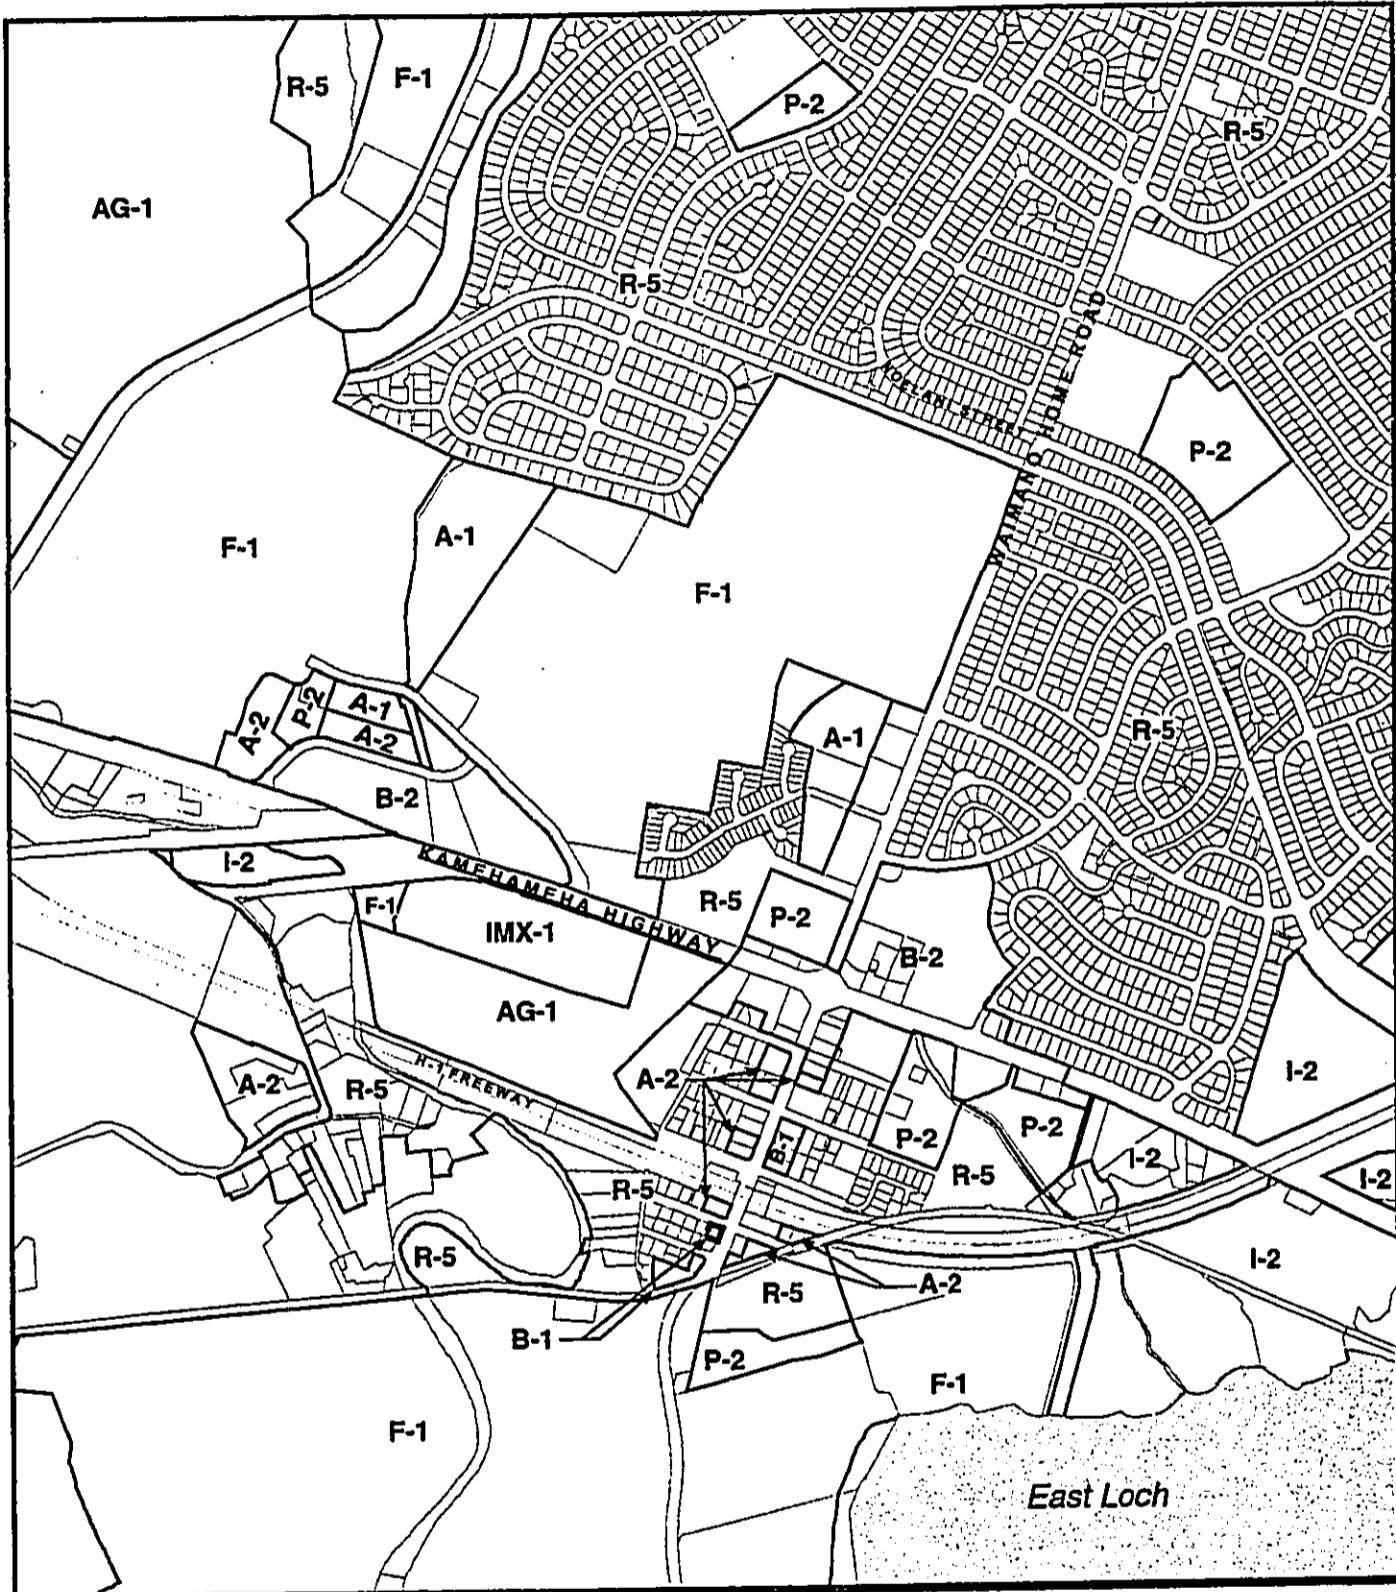 R-5
F-1
P-2
R-5
AG-1
R-5
WAIMANO HOME ROAD
NOELANI STREET
P-2
A-1
F-1
F-1
A-2
P-2
A-1
A-2
A-1
R-5
B-2
I-2
KAMEHAMEHA HIGHWAY
F-1
IMX-1
R-5
P-2
B-2
AG-1
H-1 FREEWAY
A-2
R-5
A-2
I-2
P-2
P-2
B-1
I-2
R-5
I-2
R-5
R-5
I-2
R-5
A-2
B-1
P-2
F-1
F-1
East Loch